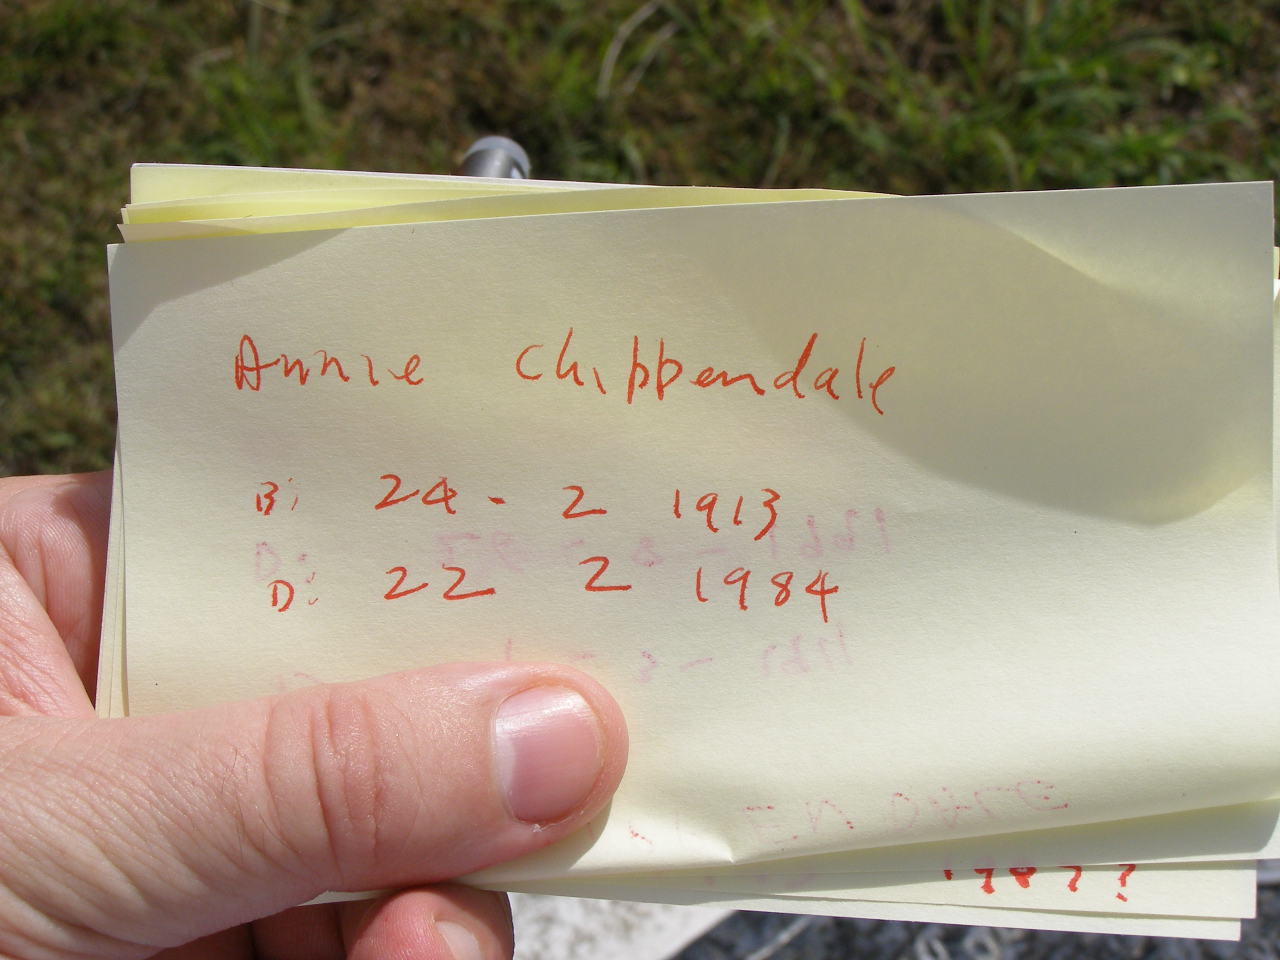 Annie Chippendale
B: 24 - 2 1913
D: 22 2 1984